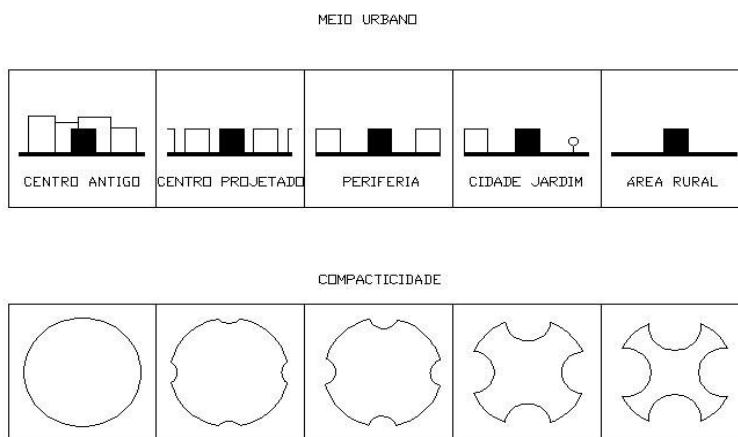 MEIO URBANO
CENTRO ANTIGO CENTRO PROJETADO PERIFERIA CIDADE JARDIM ÁREA RURAL
COMPACTICIDADE